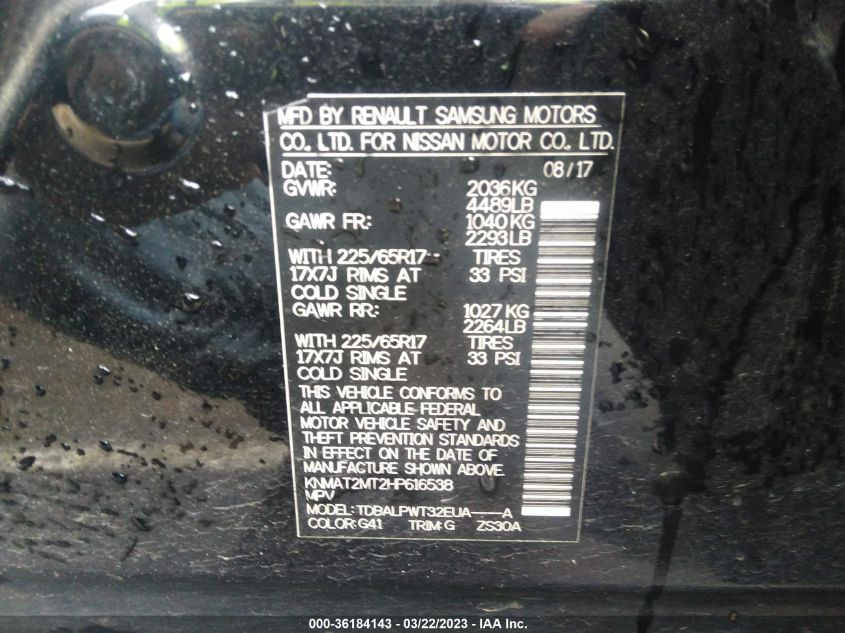 MFD BY RENAULT SAMSUNG MOTORS
CO., LTD. FOR NISSAN MOTOR CO., LTD.
DATE: 08/17
GVWR: 2036KG
4489LB
GAWR FR: 1040KG
2293LB
WITH 225/65R17 TIRES
17X7J RIMS AT 33 PSI
COLD SINGLE
GAWR RR: 1027KG
2264LB
WITH 225/65R17 TIRES
17X7J RIMS AT 33 PSI
COLD SINGLE
THIS VEHICLE CONFORMS TO
ALL APPLICABLE FEDERAL
MOTOR VEHICLE SAFETY AND
THEFT PREVENTION STANDARDS
IN EFFECT ON THE DATE OF
MANUFACTURE SHOWN ABOVE.
KNMAT2MT2HP616538
MPV
MODEL: TDBALPWT32EUA----A
COLOR:G41 TRIM:G ZS30A
000-36184143 - 03/22/2023 - IAA Inc.